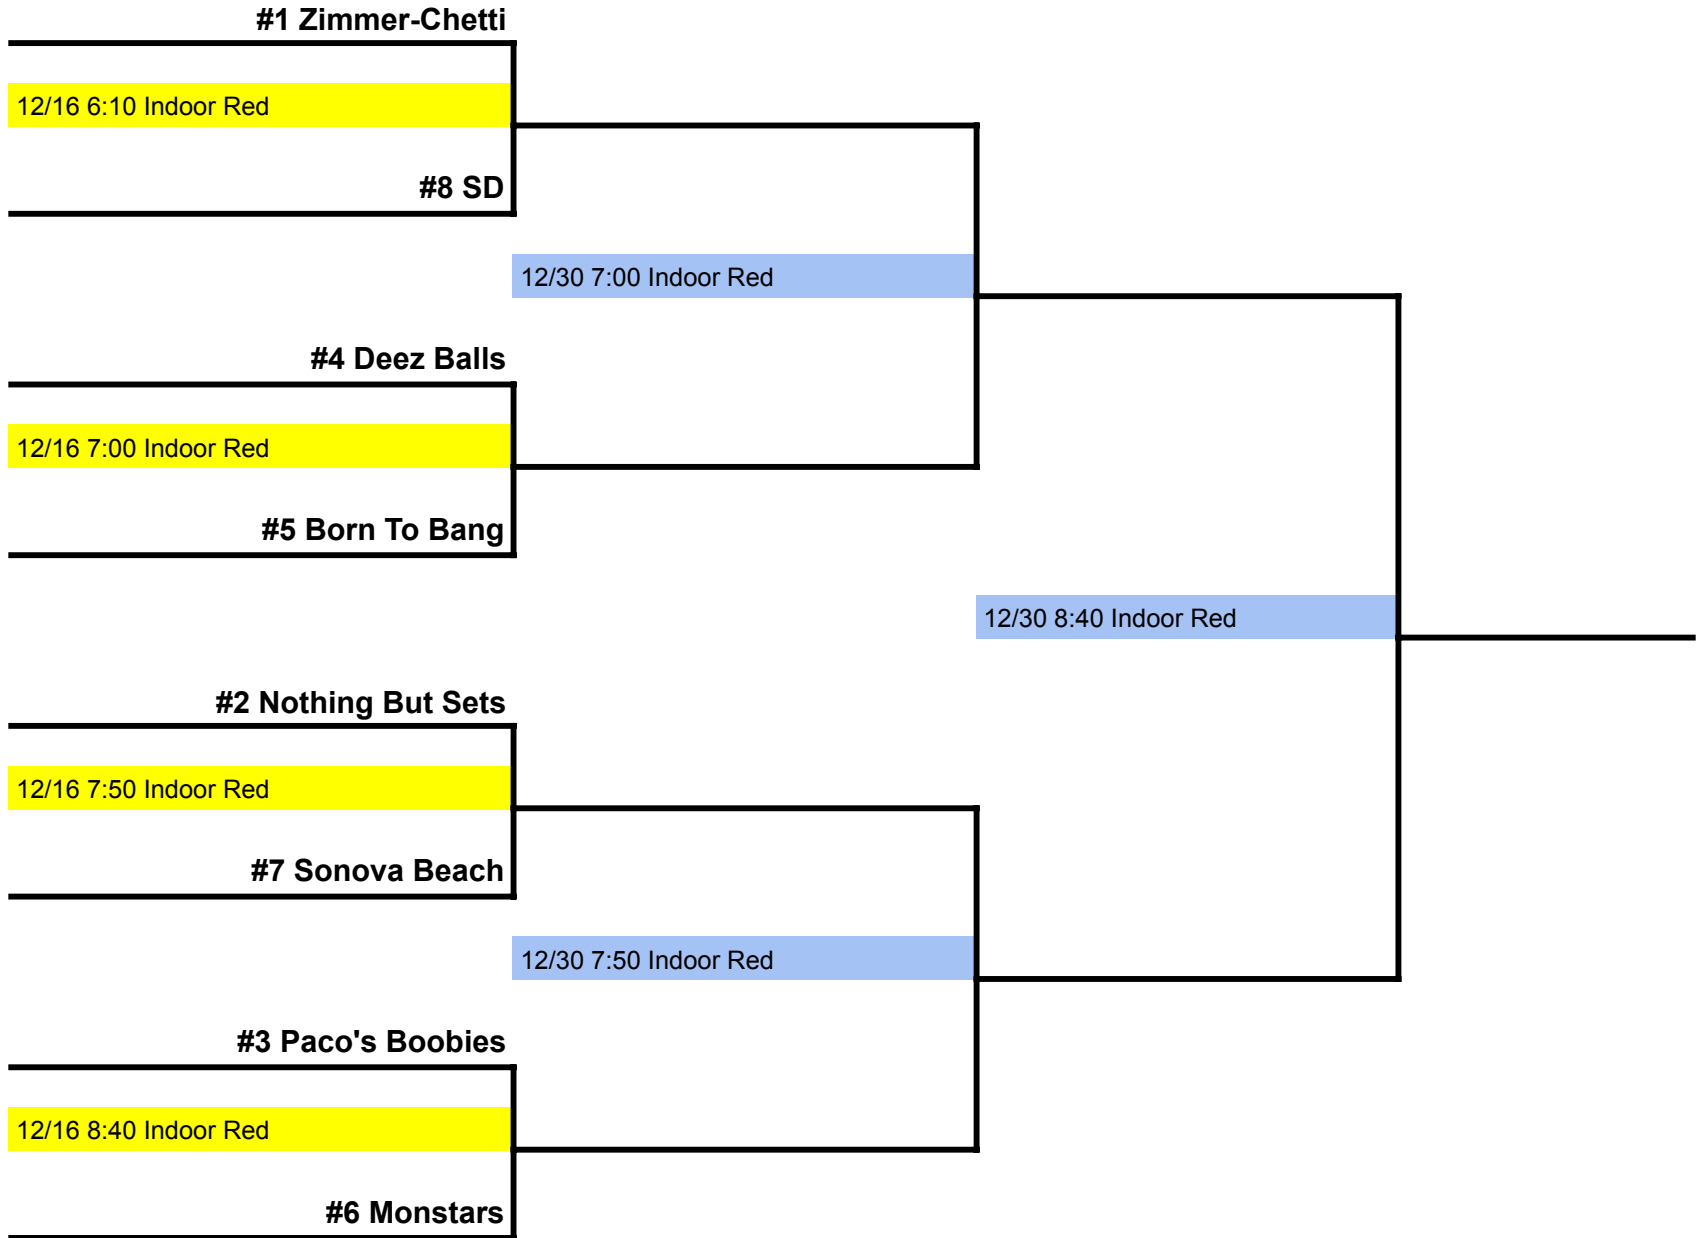 #1 Zimmer-Chetti
12/16 6:10 Indoor Red
#8 SD
12/30 7:00 Indoor Red
#4 Deez Balls
12/16 7:00 Indoor Red
#5 Born To Bang
12/30 8:40 Indoor Red
#2 Nothing But Sets
12/16 7:50 Indoor Red
#7 Sonova Beach
12/30 7:50 Indoor Red
#3 Paco's Boobies
12/16 8:40 Indoor Red
#6 Monstars